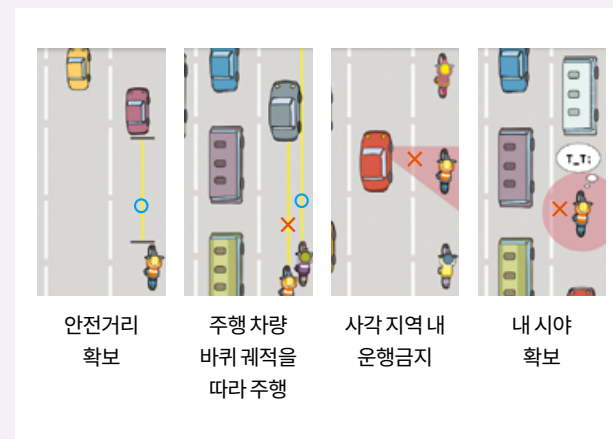 T_T;
안전거리
확보
주행 차량
바퀴 궤적을
따라 주행
사각 지역 내
운행금지
내 시야
확보